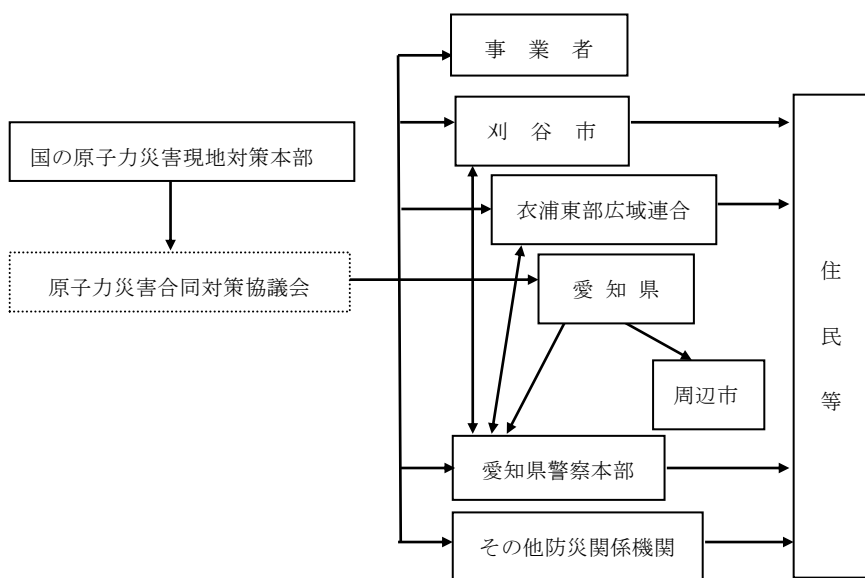 事 業 者
刈 谷 市
国の原子力災害現地対策本部
衣浦東部広域連合
原子力災害合同対策協議会
愛 知 県
周辺市
愛知県警察本部
その他防災関係機関
住民等